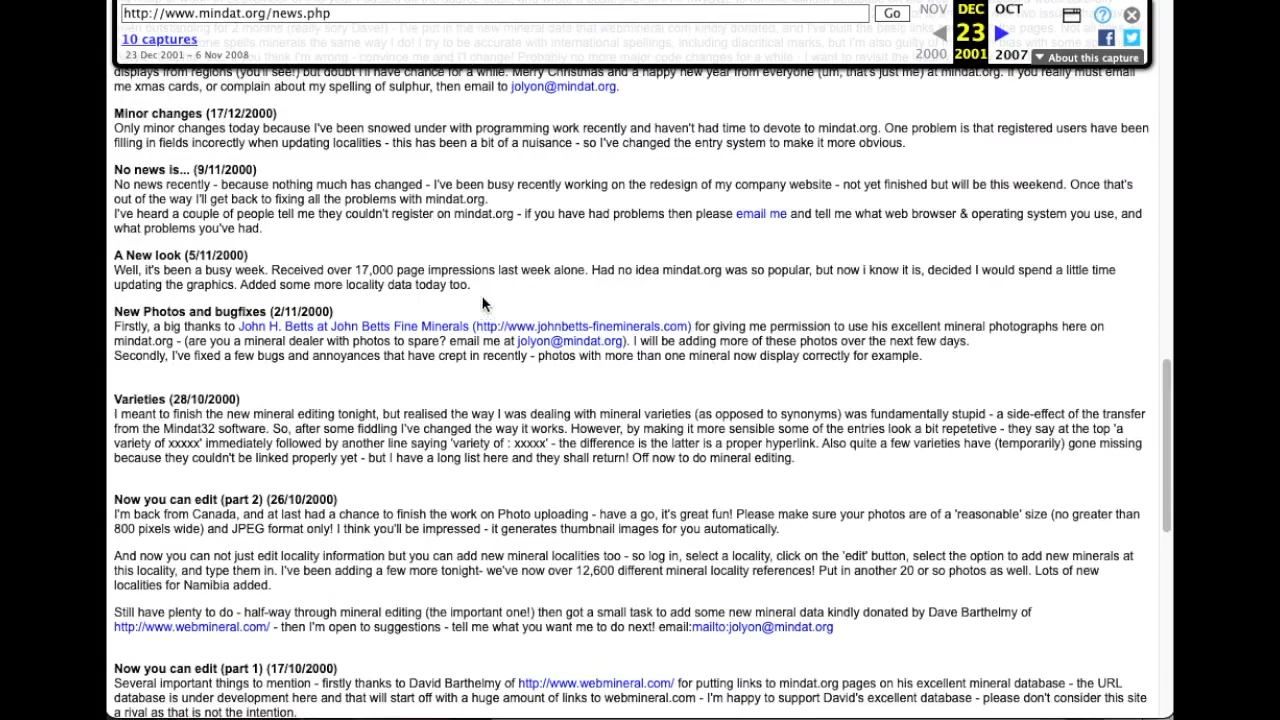 http://www.mindat.org/news.php
Go
NOV
DEC
OCT
10 captures
23
23 Dec 2001 ~ 6 Nov 2008
2000
2001
2007
About this capture
displays from regions (you'll see!) but doubt I'll have chance for a while. Merry Christmas and a happy new year from everyone (um, that's just me) at mindat.org. If you really must email
me xmas cards, or complain about my spelling of sulphur, then email to jolyon@mindat.org.
Minor changes (17/12/2000)
Only minor changes today because I've been snowed under with programming work recently and haven't had time to devote to mindat.org. One problem is that registered users have been
filling in fields incorectly when updating localities - this has been a bit of a nuisance - so I've changed the entry system to make it more obvious.
No news is... (9/11/2000)
No news recently - because nothing much has changed - I've been busy recently working on the redesign of my company website - not yet finished but will be this weekend. Once that's
out of the way I'll get back to fixing all the problems with mindat.org.
I've heard a couple of people tell me they couldn't register on mindat.org - if you have had problems then please email me and tell me what web browser & operating system you use, and
what problems you've had.
A New look (5/11/2000)
Well, it's been a busy week. Received over 17,000 page impressions last week alone. Had no idea mindat.org was so popular, but now i know it is, decided I would spend a little time
updating the graphics. Added some more locality data today too.
New Photos and bugfixes (2/11/2000)
Firstly, a big thanks to John H. Betts at John Betts Fine Minerals (http://www.johnbetts-fineminerals.com) for giving me permission to use his excellent mineral photographs here on
mindat.org - (are you a mineral dealer with photos to spare? email me at jolyon@mindat.org). I will be adding more of these photos over the next few days.
Secondly, I've fixed a few bugs and annoyances that have crept in recently - photos with more than one mineral now display correctly for example.
Varieties (28/10/2000)
I meant to finish the new mineral editing tonight, but realised the way I was dealing with mineral varieties (as opposed to synonyms) was fundamentally stupid - a side-effect of the transfer
from the Mindat32 software. So, after some fiddling I've changed the way it works. However, by making it more sensible some of the entries look a bit repetetive - they say at the top 'a
variety of xxxxx' immediately followed by another line saying 'variety of : xxxxx' - the difference is the latter is a proper hyperlink. Also quite a few varieties have (temporarily) gone missing
because they couldn't be linked properly yet - but I have a long list here and they shall return! Off now to do mineral editing.
Now you can edit (part 2) (26/10/2000)
I'm back from Canada, and at last had a chance to finish the work on Photo uploading - have a go, it's great fun! Please make sure your photos are of a 'reasonable' size (no greater than
800 pixels wide) and JPEG format only! I think you'll be impressed - it generates thumbnail images for you automatically.
And now you can not just edit locality information but you can add new mineral localities too - so log in, select a locality, click on the 'edit' button, select the option to add new minerals at
this locality, and type them in. I've been adding a few more tonight- we've now over 12,600 different mineral locality references! Put in another 20 or so photos as well. Lots of new
localities for Namibia added.
Still have plenty to do - half-way through mineral editing (the important one!) then got a small task to add some new mineral data kindly donated by Dave Barthelmy of
http://www.webmineral.com/ - then I'm open to suggestions - tell me what you want me to do next! email:mailto:jolyon@mindat.org
Now you can edit (part 1) (17/10/2000)
Several important things to mention - firstly thanks to David Barthelmy of http://www.webmineral.com/ for putting links to mindat.org pages on his excellent mineral database - the URL
database is under development here and that will start off with a huge amount of links to webmineral.com - I'm happy to support David's excellent database - please don't consider this site
a rival as that is not the intention.